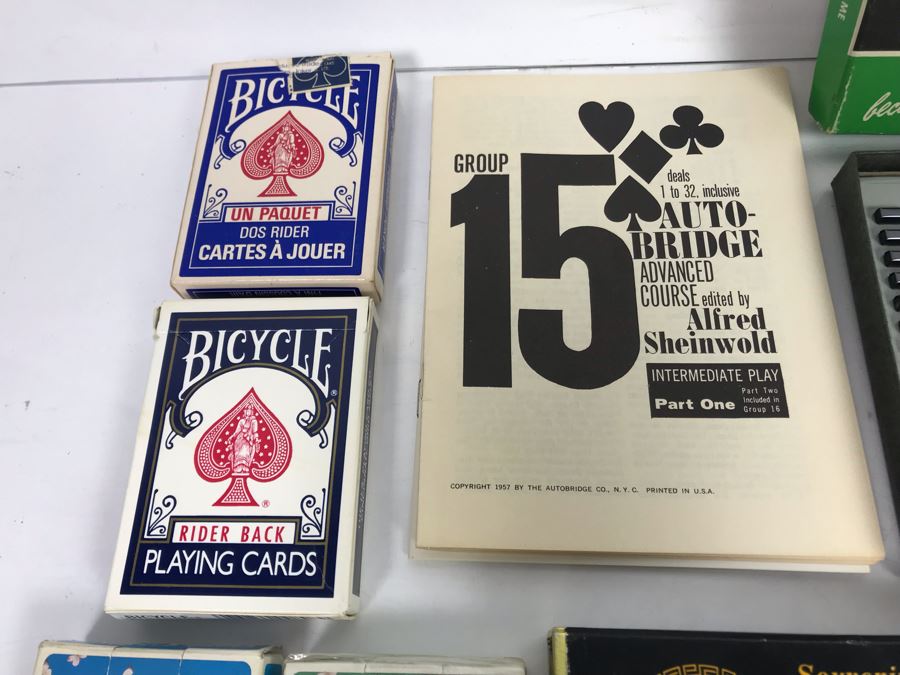 BICYCLE
UN PAQUET
DOS RIDER
CARTES À JOUER
BICYCLE®
®
RIDER BACK
PLAYING CARDS
BICYCLE
GROUP
15
deals
1 to 32, inclusive
AUTO-
BRIDGE
ADVANCED
COURSE edited by
Alfred
Sheinwold
INTERMEDIATE PLAY
Part One
Part Two
Included in
Group 16
COPYRIGHT 1957 BY THE AUTOBRIDGE CO., N.Y.C. PRINTED IN U.S.A.
ME